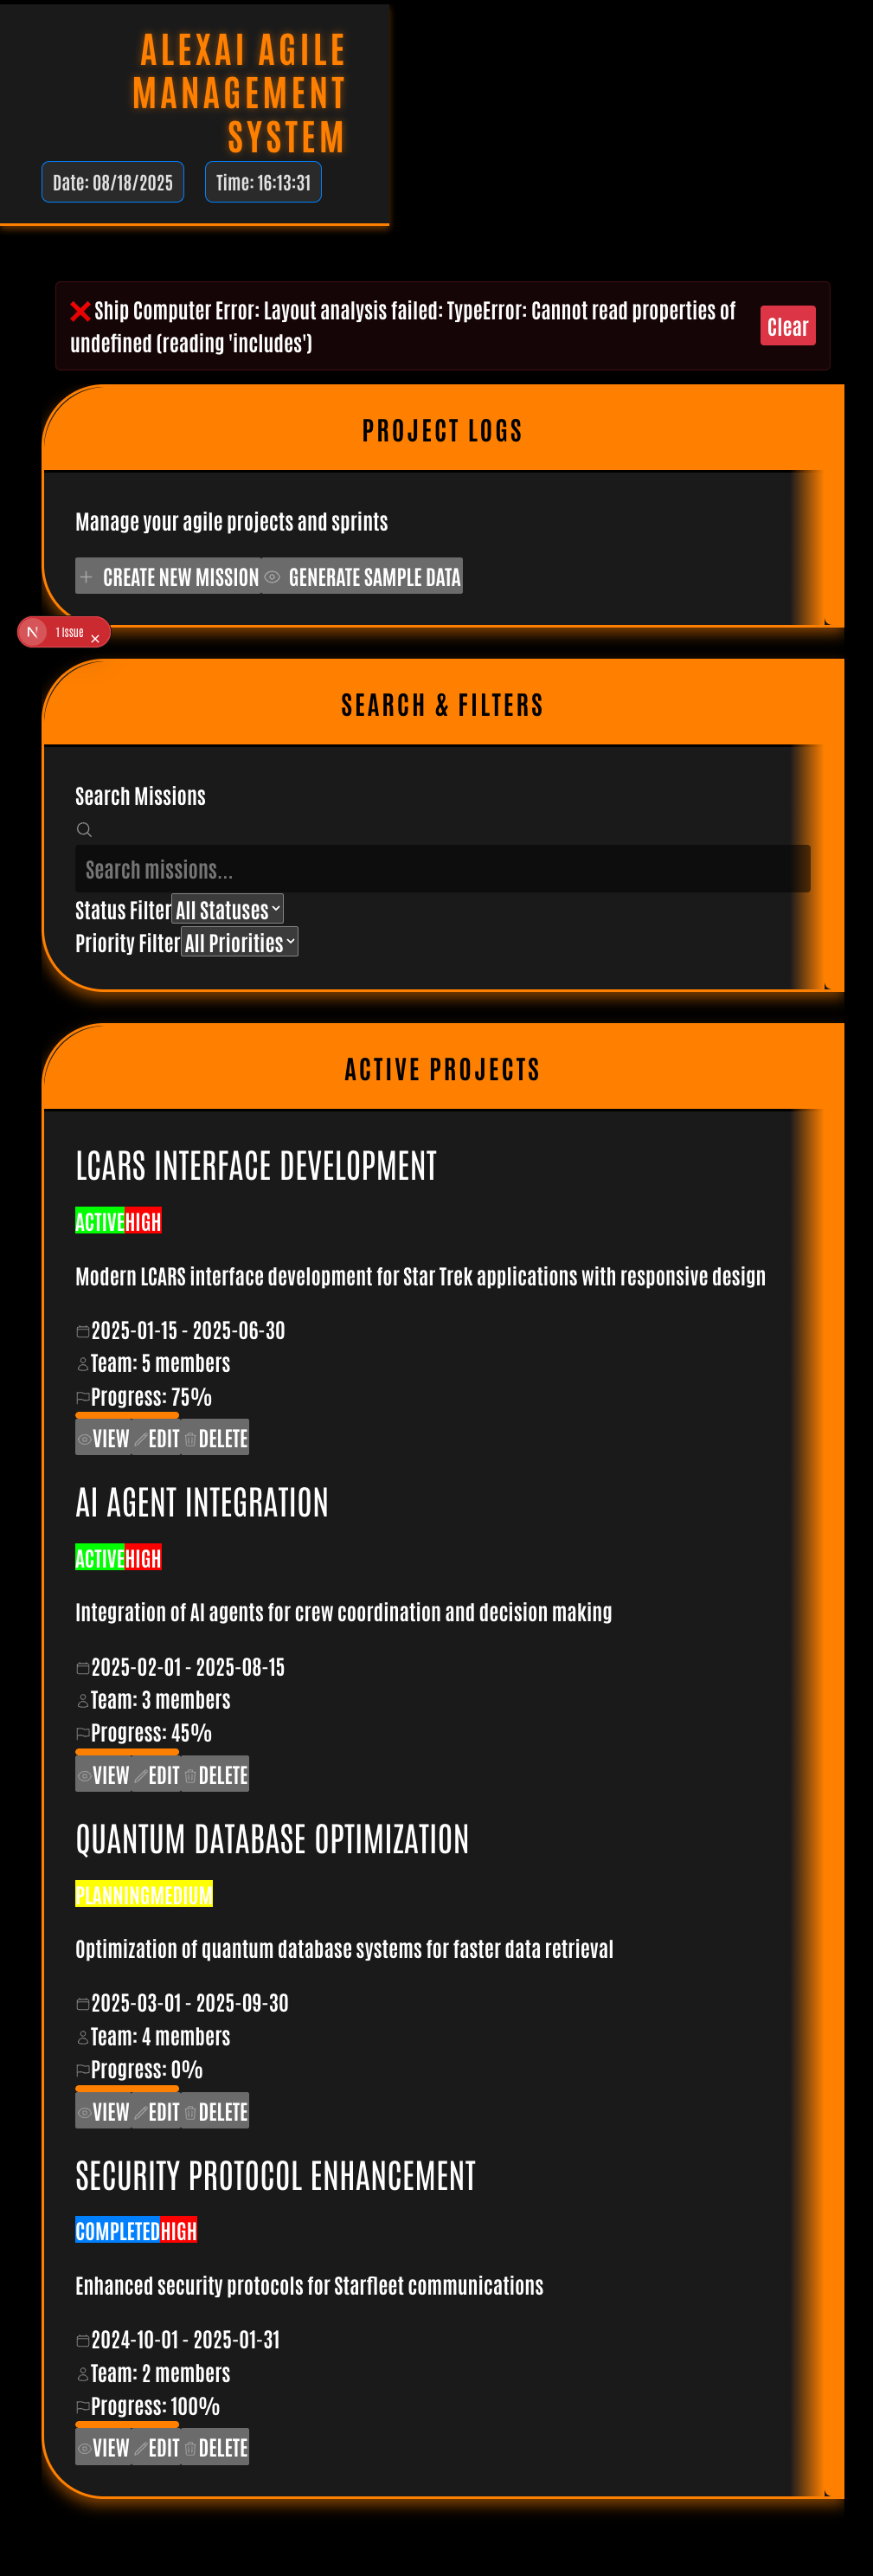 ALEXAI AGILE
MANAGEMENT
SYSTEM
Date: 08/18/2025 Time: 16:13:31
Ship Computer Error: Layout analysis failed: TypeError: Cannot read properties of
undefined (reading 'includes')
Clear
PROJECT LOGS
Manage your agile projects and sprints
CREATE NEW MISSION GENERATE SAMPLE DATA
N 1 Issue ×
SEARCH & FILTERS
Search Missions
Search missions...
Status Filter All Statuses
Priority Filter All Priorities
ACTIVE PROJECTS
LCARS INTERFACE DEVELOPMENT
ACTIVE HIGH
Modern LCARS interface development for Star Trek applications with responsive design
2025-01-15 - 2025-06-30
Team: 5 members
Progress: 75%
VIEW EDIT DELETE
AI AGENT INTEGRATION
ACTIVE HIGH
Integration of AI agents for crew coordination and decision making
2025-02-01 - 2025-08-15
Team: 3 members
Progress: 45%
VIEW EDIT DELETE
QUANTUM DATABASE OPTIMIZATION
PLANNING MEDIUM
Optimization of quantum database systems for faster data retrieval
2025-03-01 - 2025-09-30
Team: 4 members
Progress: 0%
VIEW EDIT DELETE
SECURITY PROTOCOL ENHANCEMENT
COMPLETED HIGH
Enhanced security protocols for Starfleet communications
2024-10-01 - 2025-01-31
Team: 2 members
Progress: 100%
VIEW EDIT DELETE